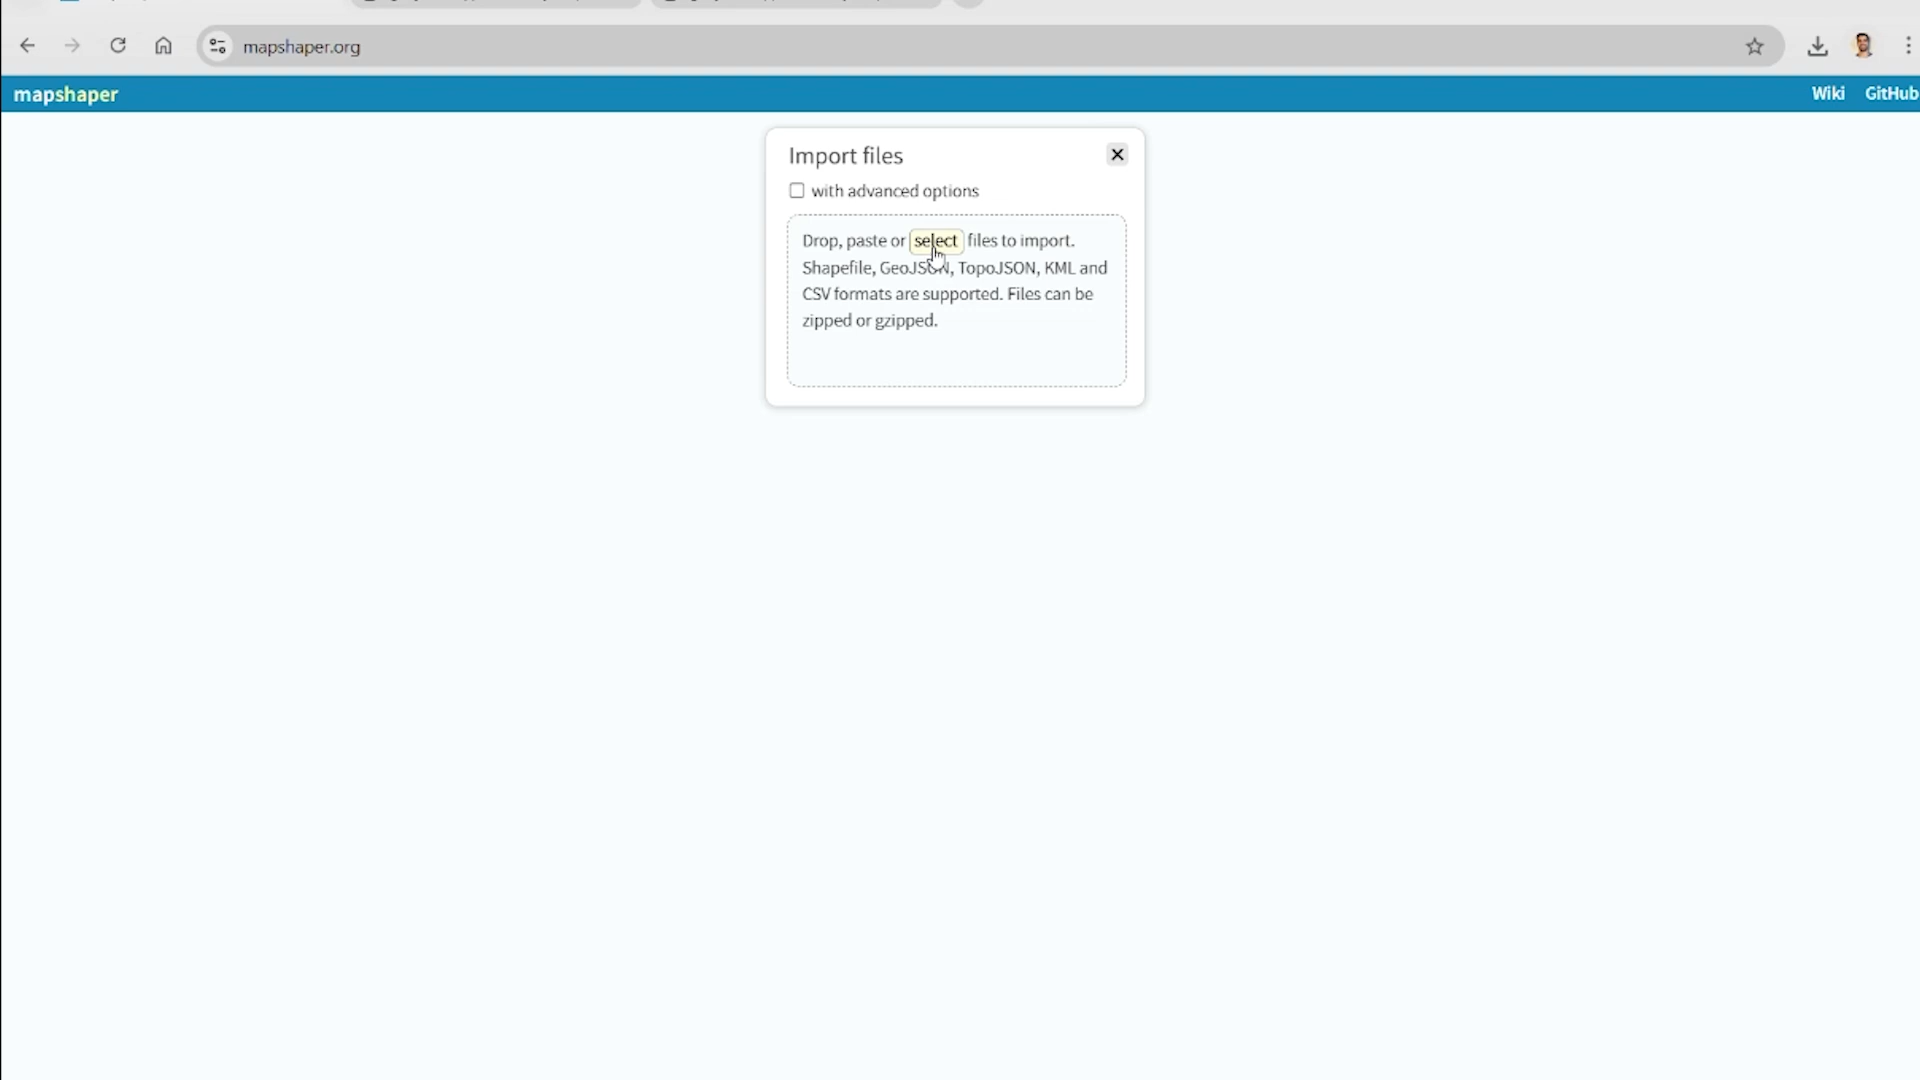 mapshaper.org
mapshaper
Wiki GitHub
Import files
with advanced options
Drop, paste or select files to import.
Shapefile, GeoJSON, TopoJSON, KML and
CSV formats are supported. Files can be
zipped or gzipped.